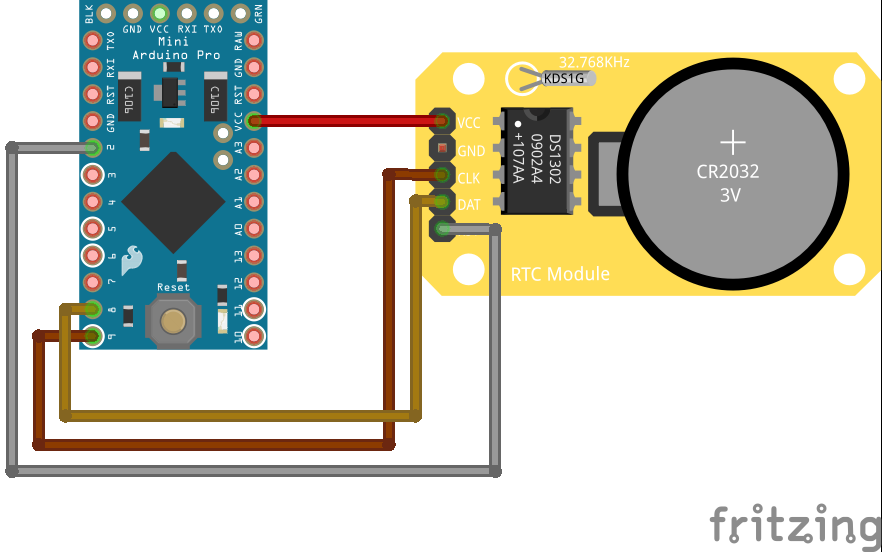 BLK
GND VCC RXI TXO
GRN
Mini
Arduino Pro
TXO
RXI
RST
GND
2
3
4
5
6
7
8
9
RAW
GND
RST
VCC
A3
A2
A1
A0
13
12
11
10
C10b
C10b
Reset
32.768KHz
KDS1G
VCC
GND
CLK
DAT
DS1302
0902A4
+107AA
CR2032
3V
RTC Module
fritzing